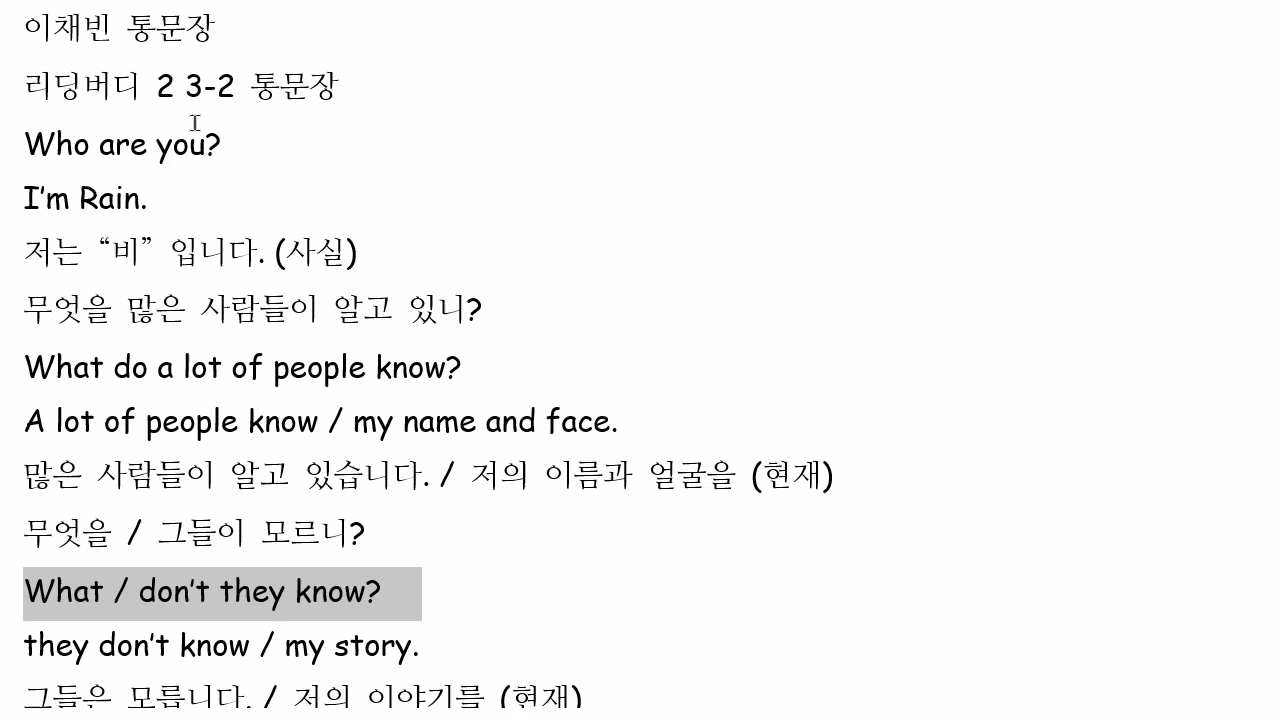 이채빈 통문장
리딩버디 2 3-2 통문장
Who are you?
I'm Rain.
저는 “비” 입니다. (사실)
무엇을 많은 사람들이 알고 있니?
What do a lot of people know?
A lot of people know / my name and face.
많은 사람들이 알고 있습니다. / 저의 이름과 얼굴을 (현재)
무엇을 / 그들이 모르니?
What / don't they know?
they don't know / my story.
그들은 모릅니다. / 저의 이야기를 (현재)